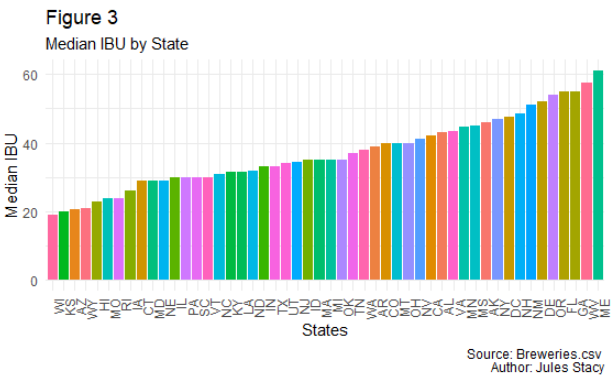 Figure 3
Median IBU by State
Median IBU
60
40
20
0
WI KS AZ WY HI MO RI IA CT MD NE IL PA SC VT NC KY LA ND IN TX UT NJ ID MA MI OK TN WA AR CO MT OH NV CA AL VA MN MS AK NY DC NH NM DE OR FL GA WV ME
States
Source: Breweries.csv
Author: Jules Stacy